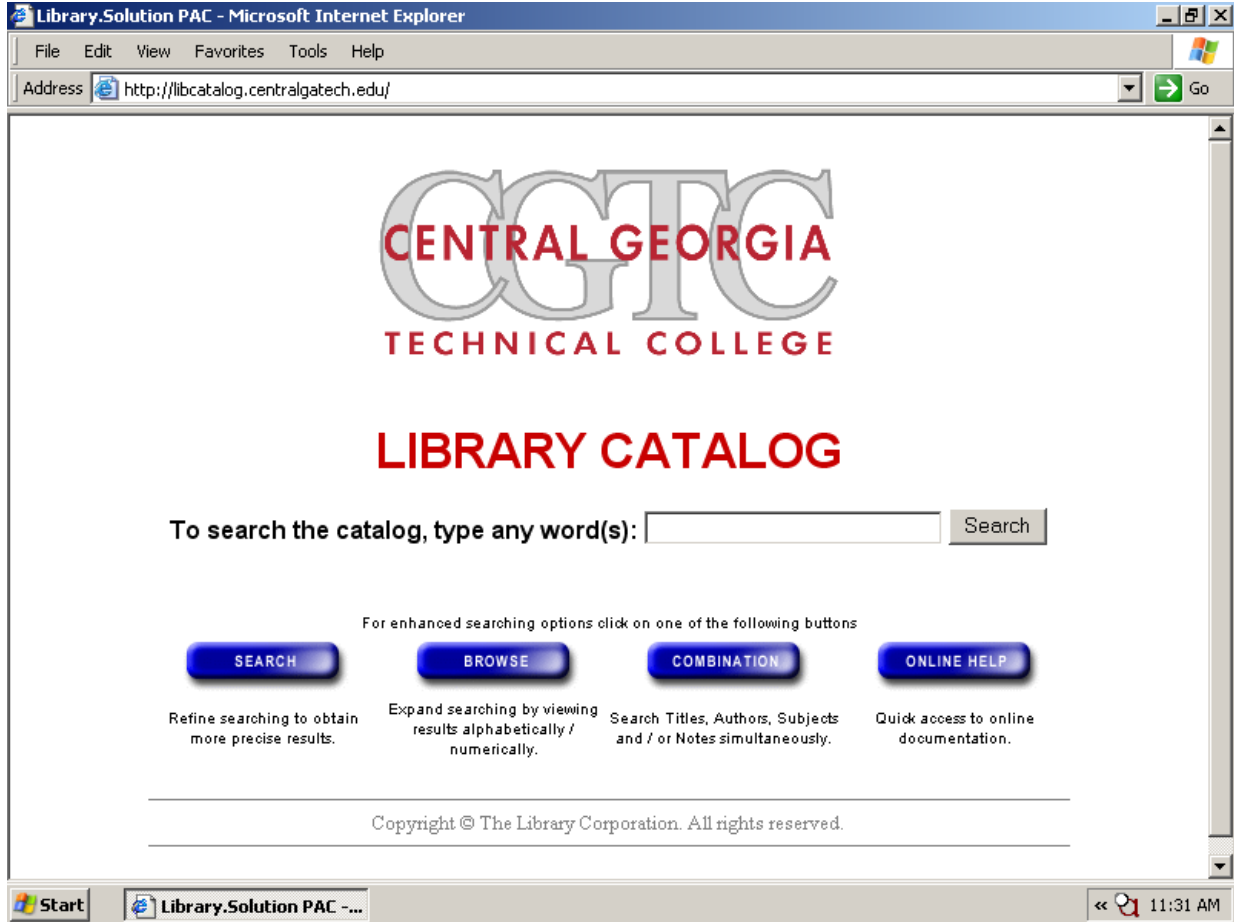 Library.Solution PAC - Microsoft Internet Explorer
File Edit View Favorites Tools Help
Address http://libcatalog.centralgatech.edu/ Go
CGTC
CENTRAL GEORGIA
TECHNICAL COLLEGE
LIBRARY CATALOG
To search the catalog, type any word(s): Search
For enhanced searching options click on one of the following buttons
SEARCH BROWSE COMBINATION ONLINE HELP
Refine searching to obtain
more precise results.
Expand searching by viewing
results alphabetically /
numerically.
Search Titles, Authors, Subjects
and / or Notes simultaneously.
Quick access to online
documentation.
Copyright © The Library Corporation. All rights reserved.
Start Library.Solution PAC -... « 11:31 AM